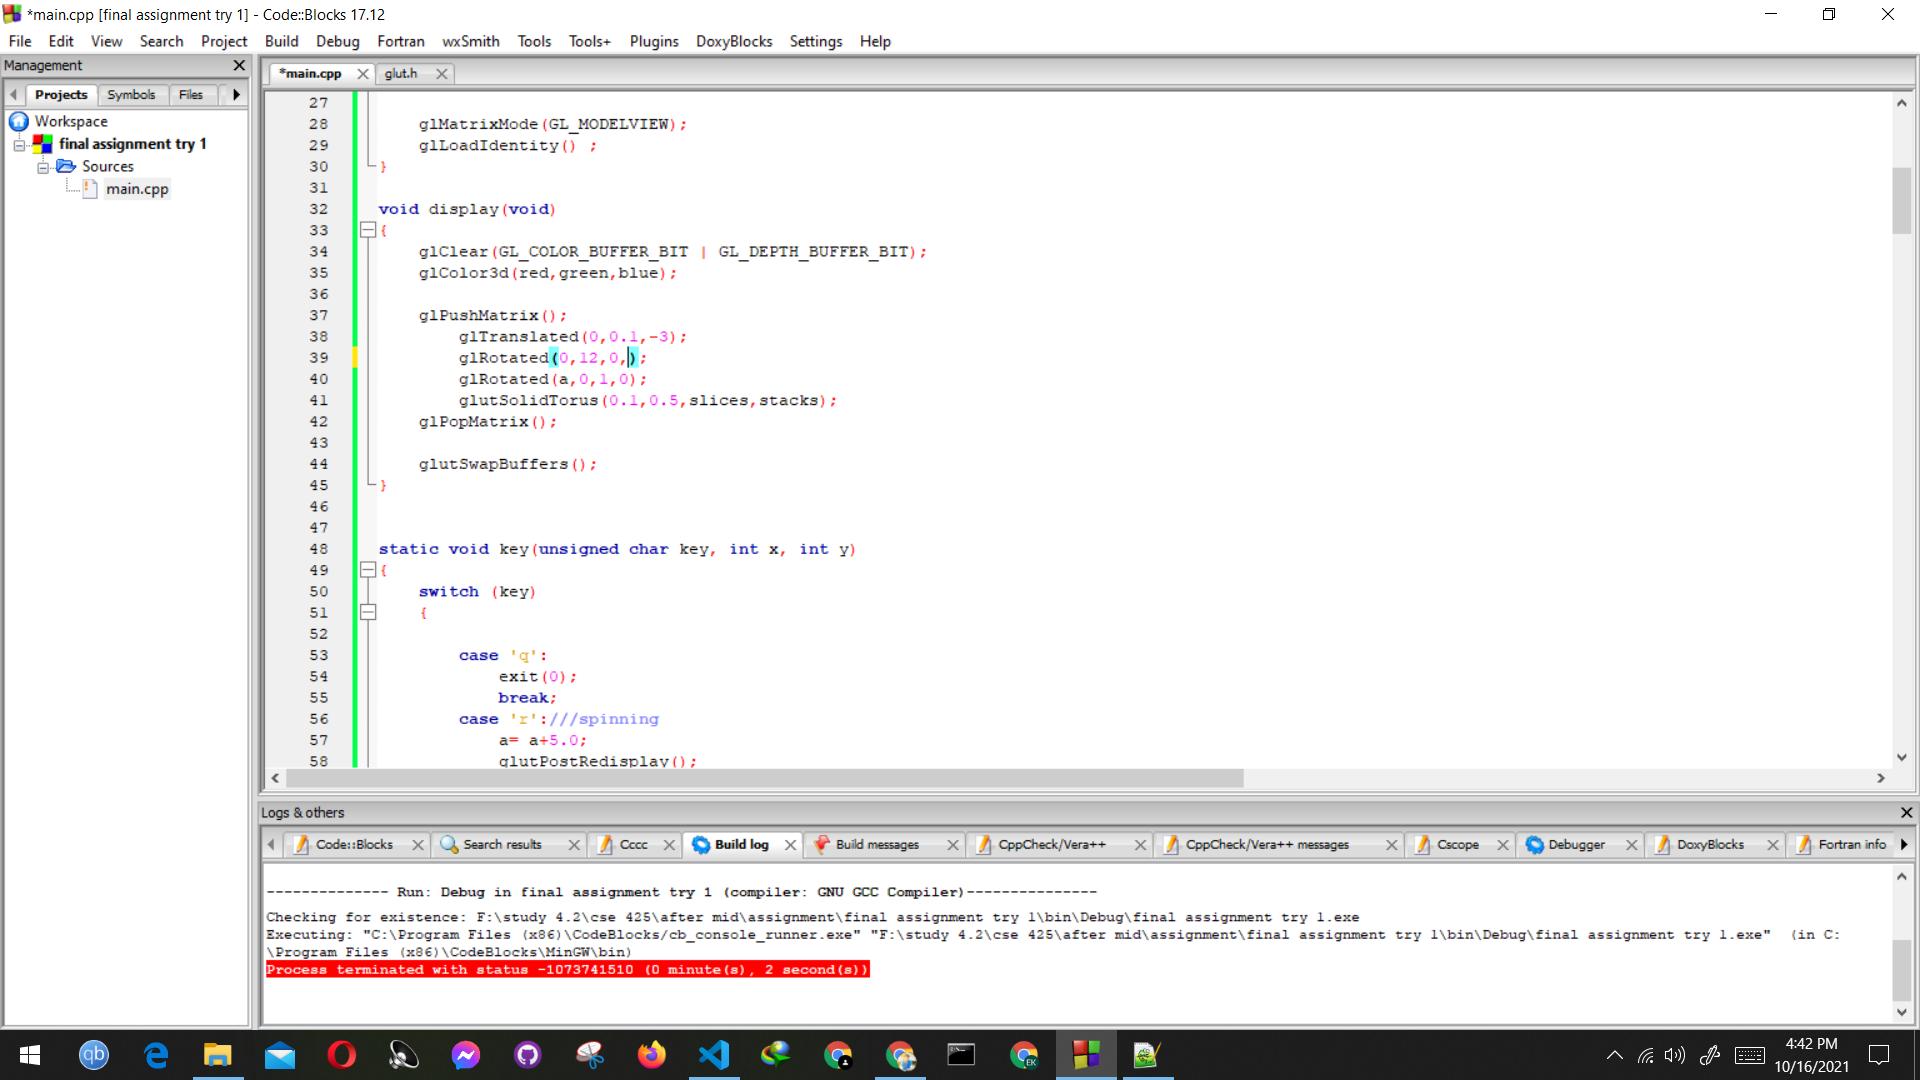 *main.cpp [final assignment try 1] - Code::Blocks 17.12
File Edit View Search Project Build Debug Fortran wxSmith Tools Tools+ Plugins DoxyBlocks Settings Help
Management
Projects Symbols Files
Workspace
final assignment try 1
Sources
main.cpp
*main.cpp glut.h
27
28 glMatrixMode(GL_MODELVIEW);
29 glLoadIdentity() ;
30 }
31
32 void display(void)
33 {
34 glClear(GL_COLOR_BUFFER_BIT | GL_DEPTH_BUFFER_BIT);
35 glColor3d(red,green,blue);
36
37 glPushMatrix();
38 glTranslated(0,0.1,-3);
39 glRotated(0,12,0,);
40 glRotated(a,0,1,0);
41 glutSolidTorus(0.1,0.5,slices,stacks);
42 glPopMatrix();
43
44 glutSwapBuffers();
45 }
46
47
48 static void key(unsigned char key, int x, int y)
49 {
50 switch (key)
51 {
52
53 case 'q':
54 exit(0);
55 break;
56 case 'r':///spinning
57 a= a+5.0;
58 glutPostRedisplay();
Logs & others
Code::Blocks Search results Cccc Build log Build messages CppCheck/Vera++ CppCheck/Vera++ messages Cscope Debugger DoxyBlocks Fortran info
-------------- Run: Debug in final assignment try 1 (compiler: GNU GCC Compiler)---------------
Checking for existence: F:\study 4.2\cse 425\after mid\assignment\final assignment try 1\bin\Debug\final assignment try 1.exe
Executing: "C:\Program Files (x86)\CodeBlocks/cb_console_runner.exe" "F:\study 4.2\cse 425\after mid\assignment\final assignment try 1\bin\Debug\final assignment try 1.exe"  (in C:
\Program Files (x86)\CodeBlocks\MinGW\bin)
Process terminated with status -1073741510 (0 minute(s), 2 second(s))
qb
EK
4:42 PM
10/16/2021